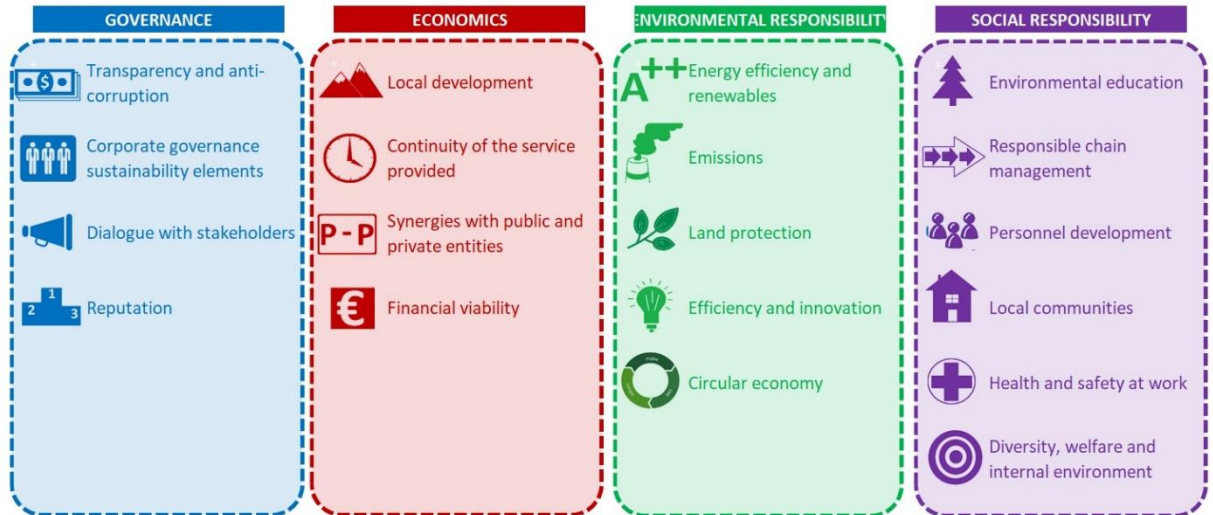 GOVERNANCE
Transparency and anti-
corruption
Corporate governance
sustainability elements
Dialogue with stakeholders
1
2
3
Reputation
ECONOMICS
Local development
Continuity of the service
provided
P - P
Synergies with public and
private entities
€
Financial viability
ENVIRONMENTAL RESPONSIBILITY
A++
Energy efficiency and
renewables
Emissions
Land protection
Efficiency and innovation
Circular economy
SOCIAL RESPONSIBILITY
Environmental education
Responsible chain
management
Personnel development
Local communities
Health and safety at work
Diversity, welfare and
internal environment